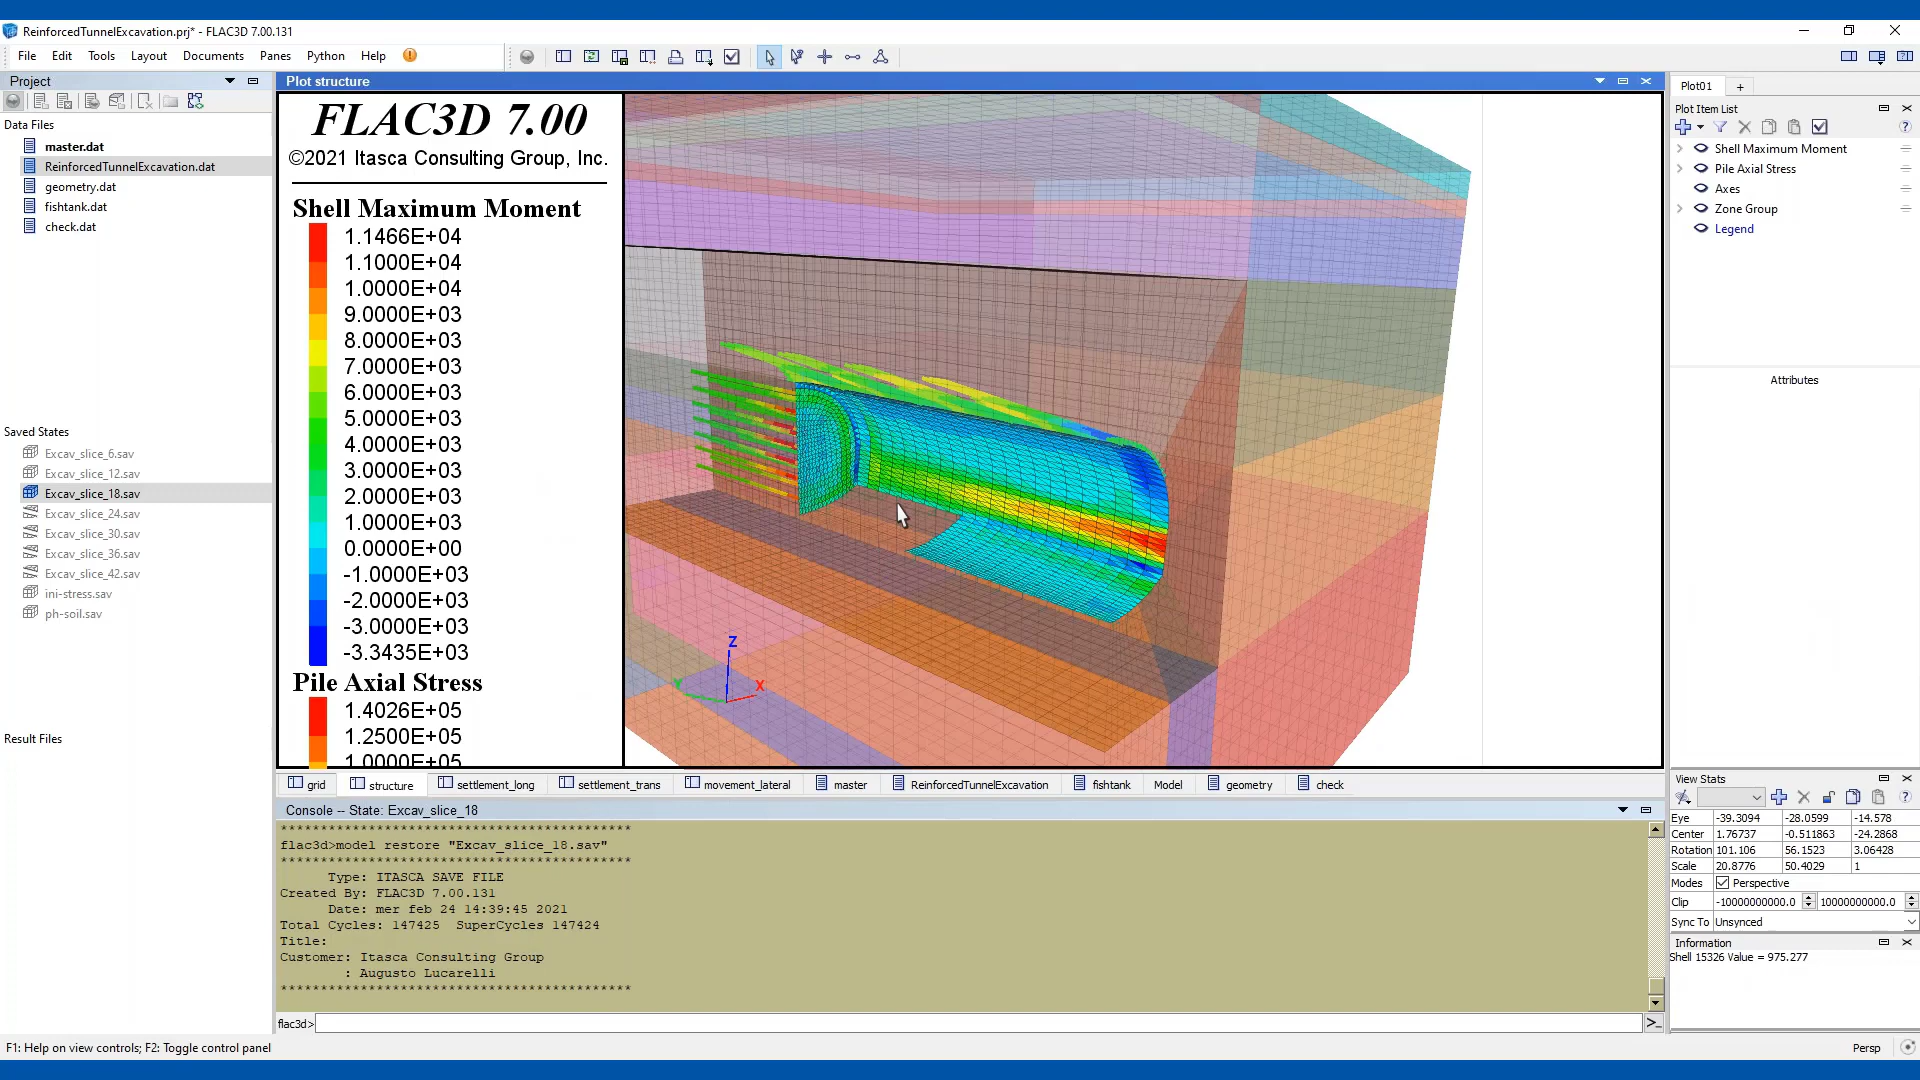 ReinforcedTunnelExcavation.prj* - FLAC3D 7.00.131
File Edit Tools Layout Documents Panes Python Help
Project
Data Files
master.dat
ReinforcedTunnelExcavation.dat
geometry.dat
fishtank.dat
check.dat
Saved States
Excav_slice_6.sav
Excav_slice_12.sav
Excav_slice_18.sav
Excav_slice_24.sav
Excav_slice_30.sav
Excav_slice_36.sav
Excav_slice_42.sav
ini-stress.sav
ph-soil.sav
Result Files
Plot structure
FLAC3D 7.00
©2021 Itasca Consulting Group, Inc.
Shell Maximum Moment
1.1466E+04
1.1000E+04
1.0000E+04
9.0000E+03
8.0000E+03
7.0000E+03
6.0000E+03
5.0000E+03
4.0000E+03
3.0000E+03
2.0000E+03
1.0000E+03
0.0000E+00
-1.0000E+03
-2.0000E+03
-3.0000E+03
-3.3435E+03
Pile Axial Stress
1.4026E+05
1.2500E+05
1.0000E+05
Z
Y X
grid structure settlement_long settlement_trans movement_lateral master ReinforcedTunnelExcavation fishtank Model geometry check
Console -- State: Excav_slice_18
********************************************
flac3d>model restore "Excav_slice_18.sav"
********************************************
Type: ITASCA SAVE FILE
Created By: FLAC3D 7.00.131
Date: mer feb 24 14:39:45 2021
Total Cycles: 147425 SuperCycles 147424
Title:
Customer: Itasca Consulting Group
: Augusto Lucarelli
********************************************
flac3d>
Plot01 +
Plot Item List
Shell Maximum Moment
Pile Axial Stress
Axes
Zone Group
Legend
Attributes
View Stats
Eye -39.3094 -28.0599 -14.578
Center 1.76737 -0.511863 -24.2868
Rotation 101.106 56.1523 3.06428
Scale 20.8776 50.4029 1
Modes Perspective
Clip -10000000000.0 10000000000.0
Sync To Unsynced
Information
Shell 15326 Value = 975.277
F1: Help on view controls; F2: Toggle control panel
Persp